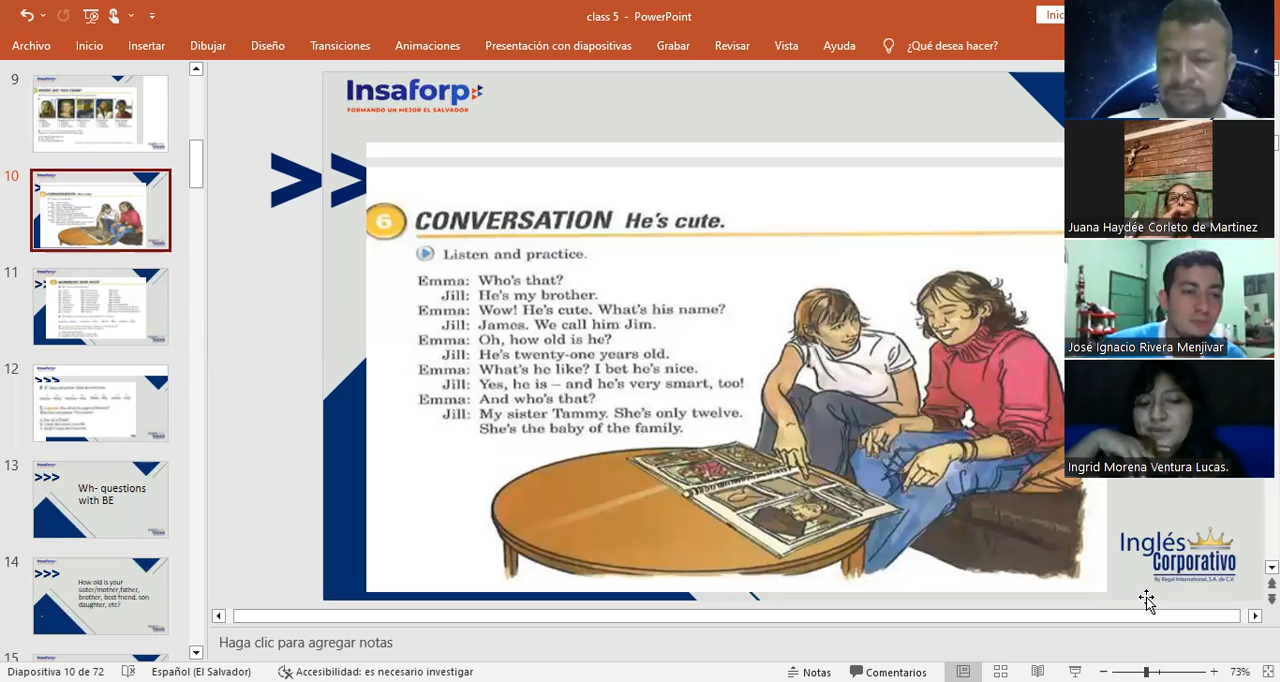 class 5 - PowerPoint
Inic
Archivo
Inicio
Insertar
Dibujar
Diseño
Transiciones
Animaciones
Presentación con diapositivas
Grabar
Revisar
Vista
Ayuda
¿Qué desea hacer?
9
10
11
12
13
Wh- questions
with BE
14
How old is your
sister/mother,father,
brother, best friend, son
daughter, etc?
15
Insaforp
FORMANDO UN MEJOR EL SALVADOR
>>
6 CONVERSATION He's cute.
Listen and practice.
Emma: Who's that?
Jill: He's my brother.
Emma: Wow! He's cute. What's his name?
Jill: James. We call him Jim.
Emma: Oh, how old is he?
Jill: He's twenty-one years old.
Emma: What's he like? I bet he's nice.
Jill: Yes, he is – and he's very smart, too!
Emma: And who's that?
Jill: My sister Tammy. She's only twelve.
She's the baby of the family.
Inglés
Corporativo
By Regal International, S.A. de C.V.
Juana Haydée Corleto de Martinez
José Ignacio Rivera Menjivar
Ingrid Morena Ventura Lucas.
Haga clic para agregar notas
Diapositiva 10 de 72
Español (El Salvador)
Accesibilidad: es necesario investigar
Notas
Comentarios
73%